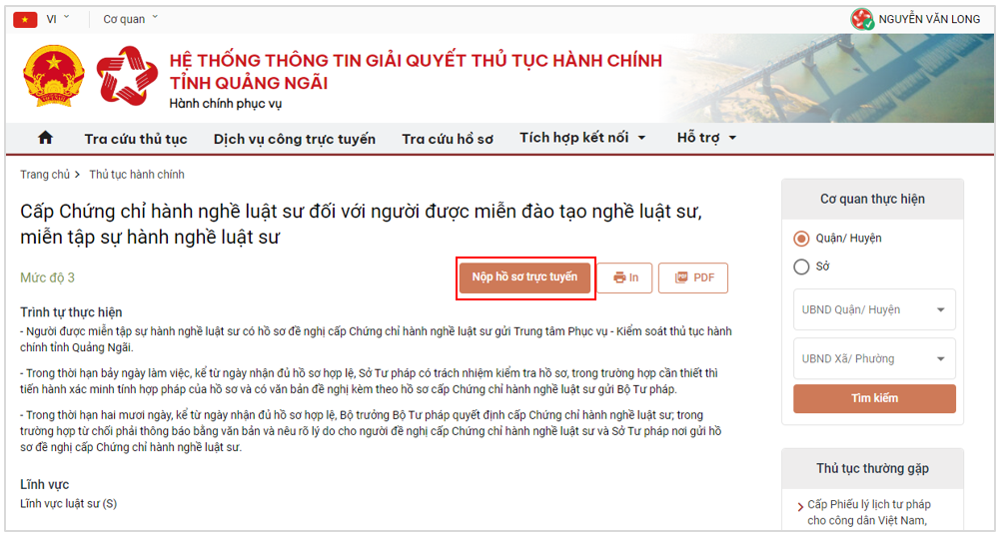 VI
Cơ quan
NGUYỄN VĂN LONG
HỆ THỐNG THÔNG TIN GIẢI QUYẾT THỦ TỤC HÀNH CHÍNH
TỈNH QUẢNG NGÃI
Hành chính phục vụ
Tra cứu thủ tục
Dịch vụ công trực tuyến
Tra cứu hồ sơ
Tích hợp kết nối
Hỗ trợ
Trang chủ
Thủ tục hành chính
Cấp Chứng chỉ hành nghề luật sư đối với người được miễn đào tạo nghề luật sư,
miễn tập sự hành nghề luật sư
Mức độ 3
Nộp hồ sơ trực tuyến
In
PDF
Trình tự thực hiện
- Người được miễn tập sự hành nghề luật sư có hồ sơ đề nghị cấp Chứng chỉ hành nghề luật sư gửi Trung tâm Phục vụ - Kiểm soát thủ tục hành
chính tỉnh Quảng Ngãi.
- Trong thời hạn bảy ngày làm việc, kể từ ngày nhận đủ hồ sơ hợp lệ, Sở Tư pháp có trách nhiệm kiểm tra hồ sơ, trong trường hợp cần thiết thì
tiến hành xác minh tính hợp pháp của hồ sơ và có văn bản đề nghị kèm theo hồ sơ cấp Chứng chỉ hành nghề luật sư gửi Bộ Tư pháp.
- Trong thời hạn hai mươi ngày, kể từ ngày nhận đủ hồ sơ hợp lệ, Bộ trưởng Bộ Tư pháp quyết định cấp Chứng chỉ hành nghề luật sư; trong
trường hợp từ chối phải thông báo bằng văn bản và nêu rõ lý do cho người đề nghị cấp Chứng chỉ hành nghề luật sư và Sở Tư pháp nơi gửi hồ
sơ đề nghị cấp Chứng chỉ hành nghề luật sư.
Lĩnh vực
Lĩnh vực luật sư (S)
Cơ quan thực hiện
Quận/ Huyện
Sở
UBND Quận/ Huyện
UBND Xã/ Phường
Tìm kiếm
Thủ tục thường gặp
Cấp Phiếu lý lịch tư pháp
cho công dân Việt Nam,